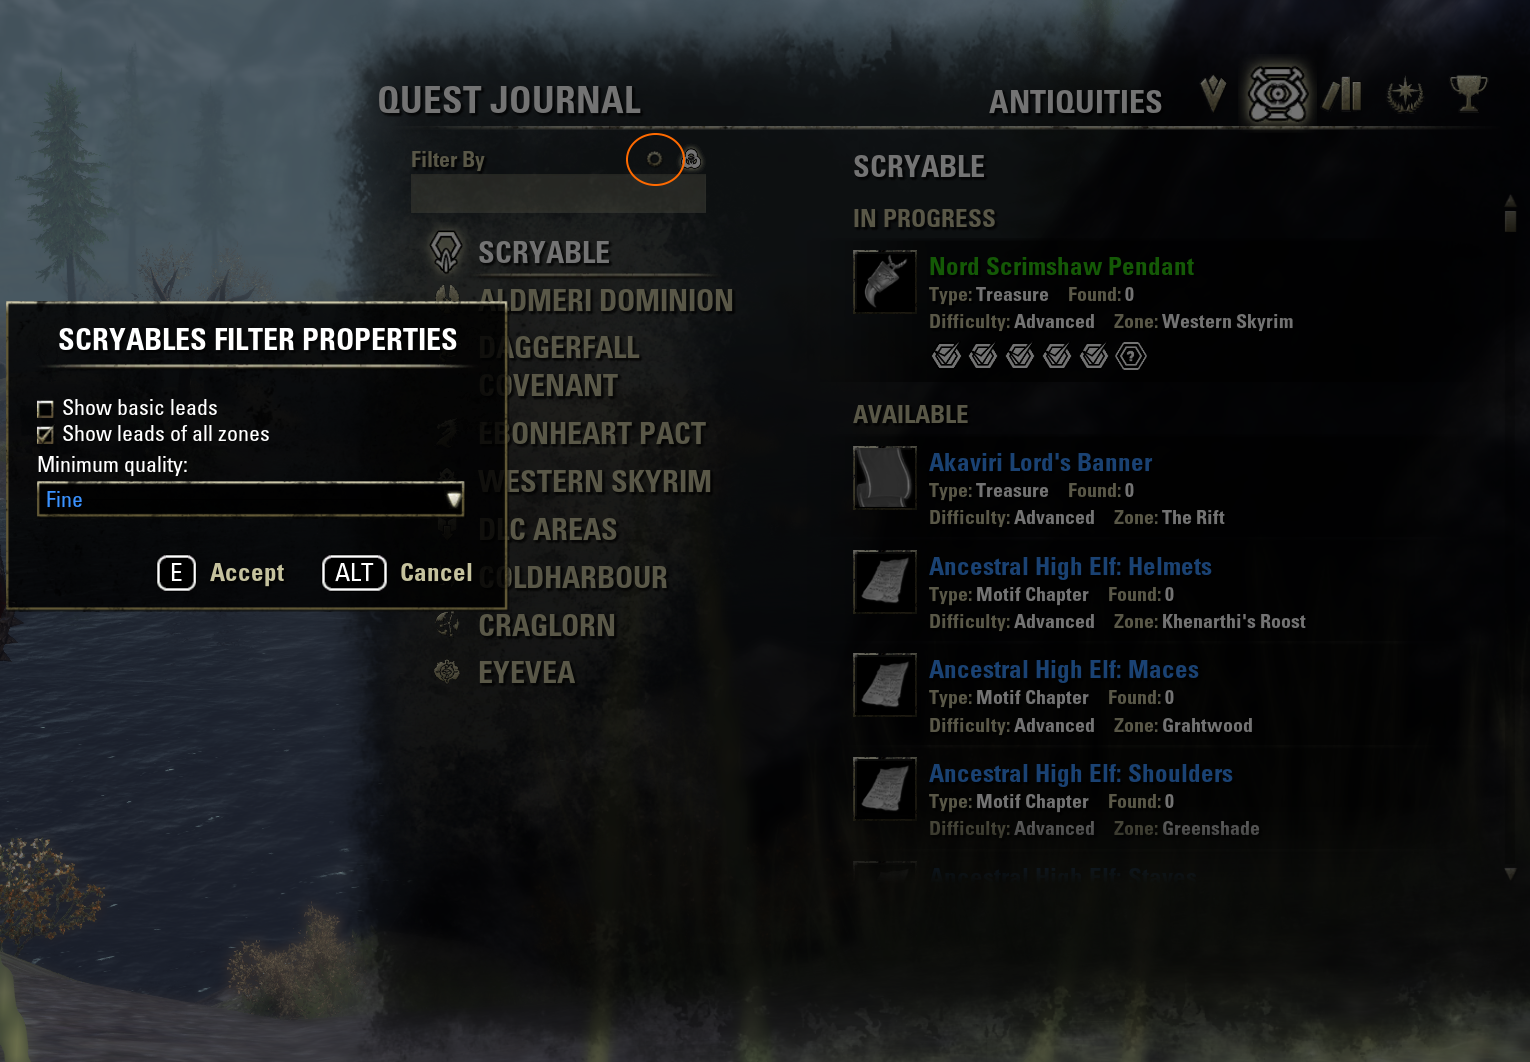 QUEST JOURNAL
ANTIQUITIES
Filter By
SCRYABLE
ALDMERI DOMINION
DAGGERFALL
COVENANT
EBONHEART PACT
WESTERN SKYRIM
DLC AREAS
COLDHARBOUR
CRAGLORN
EYEVEA
SCRYABLES FILTER PROPERTIES
Show basic leads
Show leads of all zones
Minimum quality:
Fine
E Accept ALT Cancel
SCRYABLE
IN PROGRESS
Nord Scrimshaw Pendant
Type: Treasure Found: 0
Difficulty: Advanced Zone: Western Skyrim
?
AVAILABLE
Akaviri Lord's Banner
Type: Treasure Found: 0
Difficulty: Advanced Zone: The Rift
Ancestral High Elf: Helmets
Type: Motif Chapter Found: 0
Difficulty: Advanced Zone: Khenarthi's Roost
Ancestral High Elf: Maces
Type: Motif Chapter Found: 0
Difficulty: Advanced Zone: Grahtwood
Ancestral High Elf: Shoulders
Type: Motif Chapter Found: 0
Difficulty: Advanced Zone: Greenshade
Ancestral High Elf: Staves